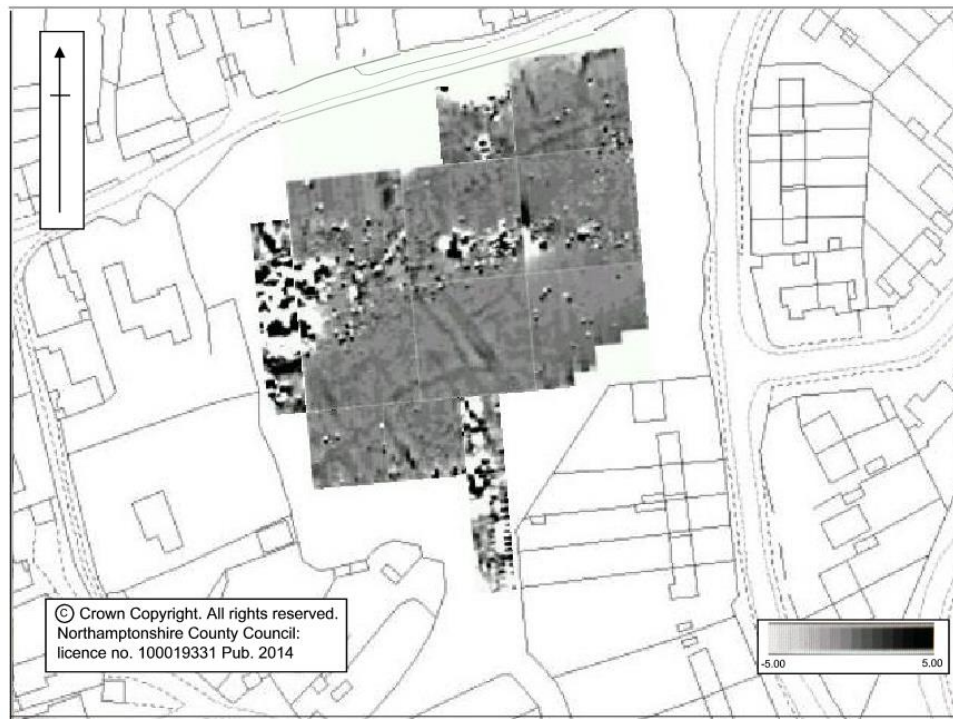 © Crown Copyright. All rights reserved.
Northamptonshire County Council:
licence no. 100019331 Pub. 2014
-5.00 5.00